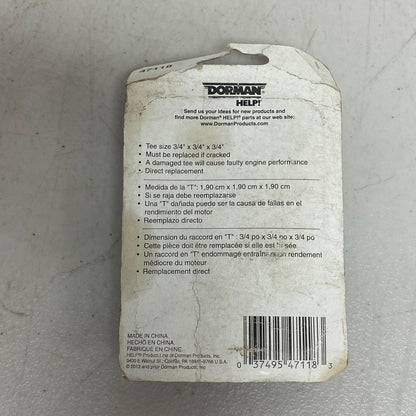 47118
DORMAN®
HELP!®
Send us your ideas for new products and
find more Dorman® HELP!® parts at our web site:
www.DormanProducts.com
• Tee size 3/4" x 3/4" x 3/4"
• Must be replaced if cracked
• A damaged tee will cause faulty engine performance
• Direct replacement
• Medida de la "T": 1,90 cm x 1,90 cm x 1,90 cm
• Si se raja debe reemplazarse
• Una "T" dañada puede ser la causa de fallas en el
rendimiento del motor
• Reemplazo directo
• Dimension du raccord en "T" : 3/4 po x 3/4 po x 3/4 po
• Cette pièce doit être remplacée si elle est
• Un raccord en "T" endommagé entraîne un rendement
médiocre du moteur
• Remplacement direct
MADE IN CHINA.
HECHO EN CHINA.
FABRIQUÉ EN CHINE.
HELP!® Product Line of Dorman Products, Inc.
3400 E Walnut St., Colmar, PA 18915-9768 U.S.A.
© 2013 and prior Dorman Products, Inc.
0 37495 47118 3